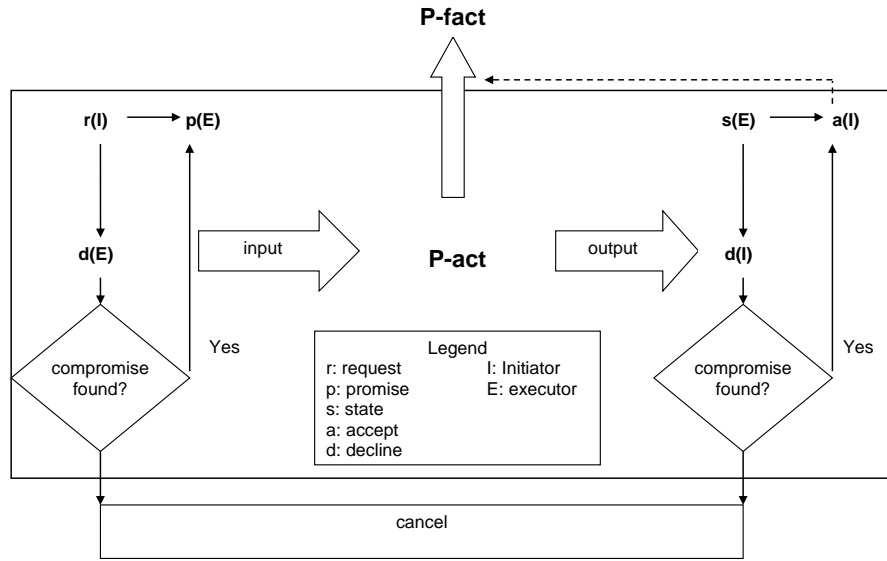 P-fact
r(I)
p(E)
s(E)
a(I)
d(E)
input
P-act
output
d(I)
compromise
found?
Yes
Legend
r: request
I: Initiator
p: promise
E: executor
s: state
a: accept
d: decline
compromise
found?
Yes
cancel